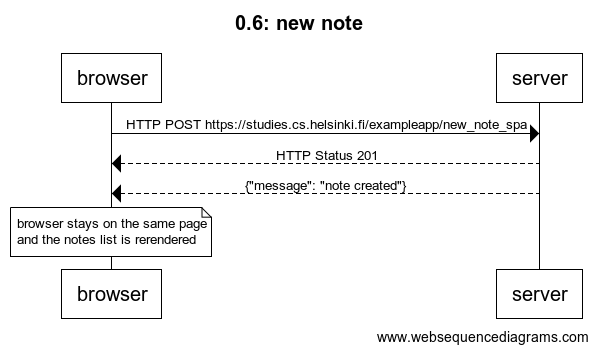 0.6: new note
browser
server
HTTP POST https://studies.cs.helsinki.fi/exampleapp/new_note_spa
HTTP Status 201
{"message": "note created"}
browser stays on the same page
and the notes list is rerendered
browser
server
www.websequencediagrams.com